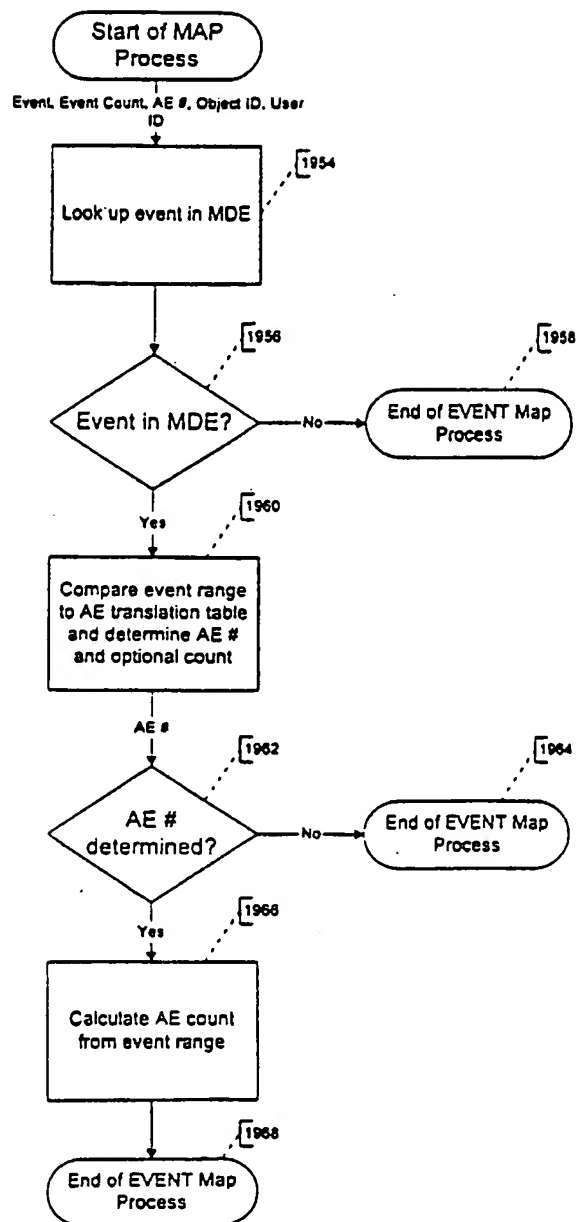 Start of MAP
Process
Event, Event Count, AE #, Object ID, User
ID
1954
Look up event in MDE
1956
1958
Event in MDE?
No
End of EVENT Map
Process
Yes
1960
Compare event range
to AE translation table
and determine AE #
and optional count
AE #
1962
1964
AE #
determined?
No
End of EVENT Map
Process
Yes
1966
Calculate AE count
from event range
1968
End of EVENT Map
Process